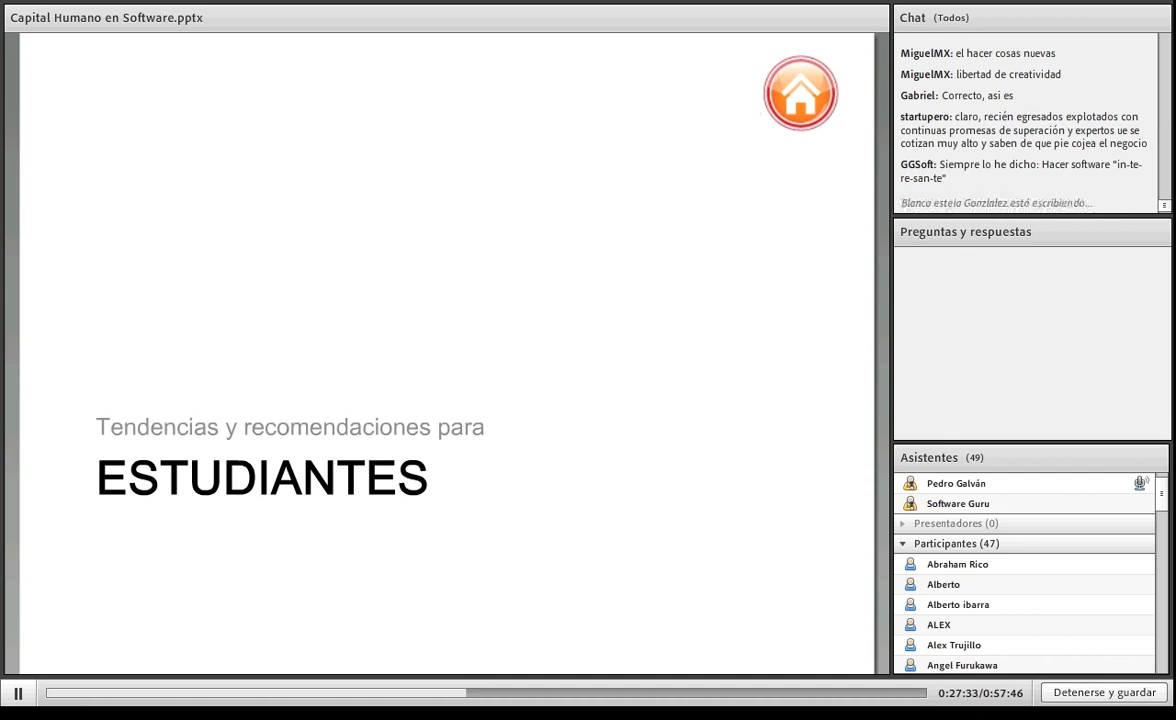 Capital Humano en Software.pptx
Tendencias y recomendaciones para
ESTUDIANTES
Chat (Todos)
MiguelMX: el hacer cosas nuevas
MiguelMX: libertad de creatividad
Gabriel: Correcto, asi es
startupero: claro, recién egresados explotados con
continuas promesas de superación y expertos ue se
cotizan muy alto y saben de que pie cojea el negocio
GGSoft: Siempre lo he dicho: Hacer software "in-te-
re-san-te"
Preguntas y respuestas
Asistentes (49)
Pedro Galván
Software Guru
Presentadores (0)
Participantes (47)
Abraham Rico
Alberto
Alberto ibarra
ALEX
Alex Trujillo
Angel Furukawa
0:27:33/0:57:46
Detenerse y guardar